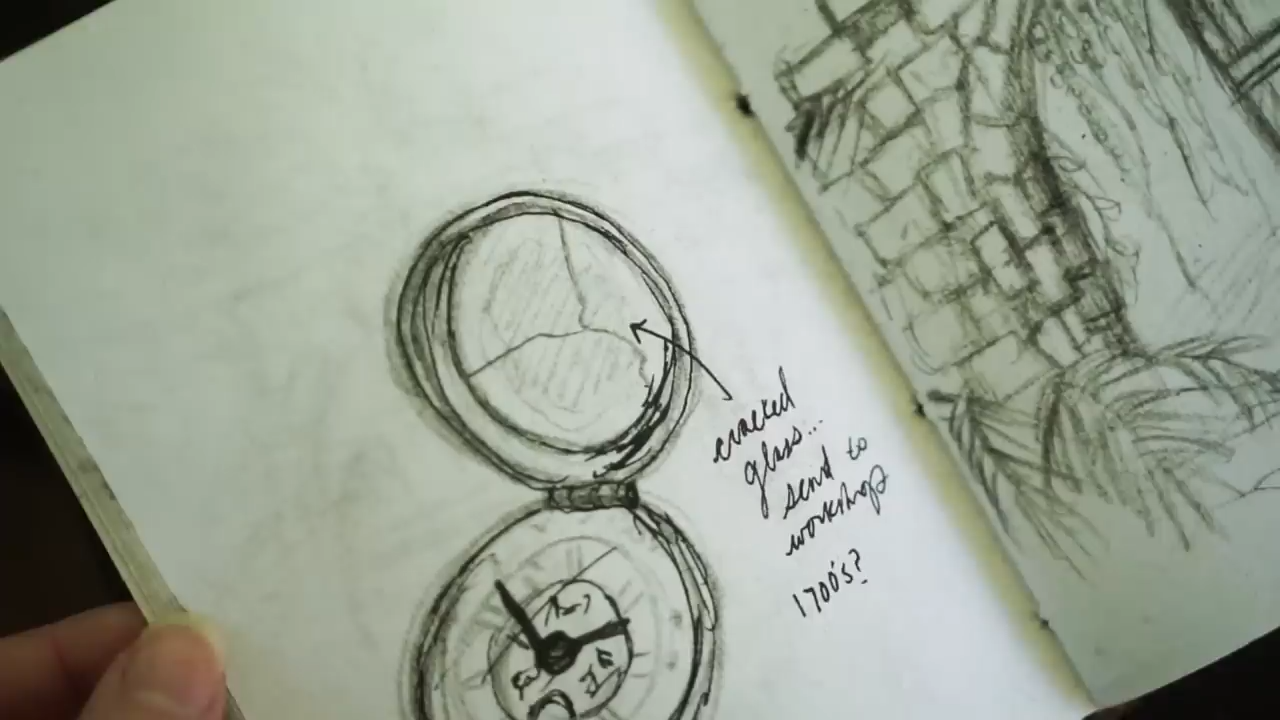 cracked
glass...
send to
workshop
1700's?